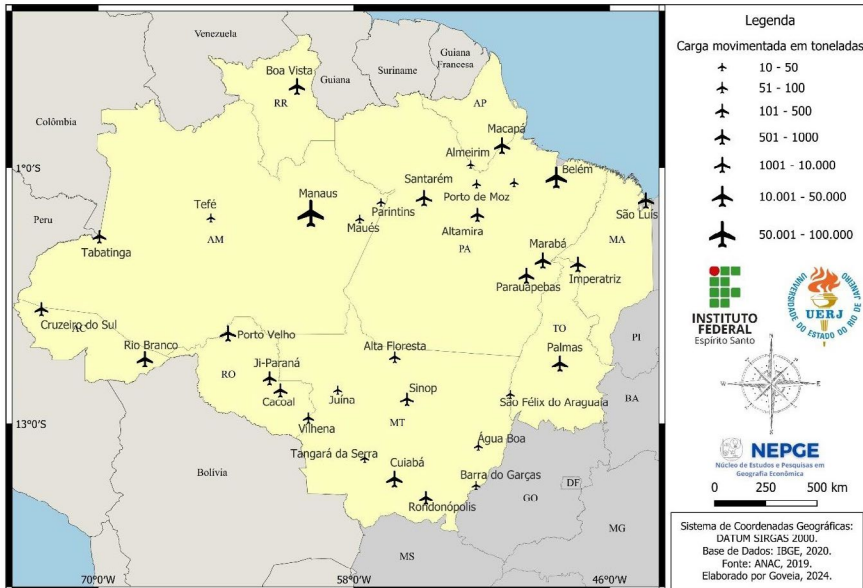 Venezuela
Guiana
Francesa
Suriname
Guiana
Colômbia
Boa Vista
RR
AP
Macapá
Almeirim
1°0'S
Belém
Santarém
Porto de Moz
Manaus
Tefé
Parintins
São Luís
Maués
Altamira
Peru
AM
PA
MA
Tabatinga
Marabá
Imperatriz
Parauapebas
Cruzeiro do Sul
AC
TO
Porto Velho
PI
Rio Branco
Alta Floresta
Palmas
Ji-Paraná
RO
Sinop
Cacoal
Juína
São Félix do Araguaia
BA
13°0'S
Vilhena
MT
Água Boa
Tangará da Serra
Cuiabá
Bolivia
Barra do Garças
DF
GO
Rondonópolis
MG
MS
70°0'W
58°0'W
46°0'W
Legenda
Carga movimentada em toneladas
10 - 50
51 - 100
101 - 500
501 - 1000
1001 - 10.000
10.001 - 50.000
50.001 - 100.000
INSTITUTO
FEDERAL
Espírito Santo
UNIVERSIDADE DO ESTADO DO RIO DE JANEIRO
UERJ
N
E
S
W
NEPGE
Núcleo de Estudos e Pesquisas em
Geografia Econômica
0 250 500 km
Sistema de Coordenadas Geográficas:
DATUM SIRGAS 2000.
Base de Dados: IBGE, 2020.
Fonte: ANAC, 2019.
Elaborado por Goveia, 2024.